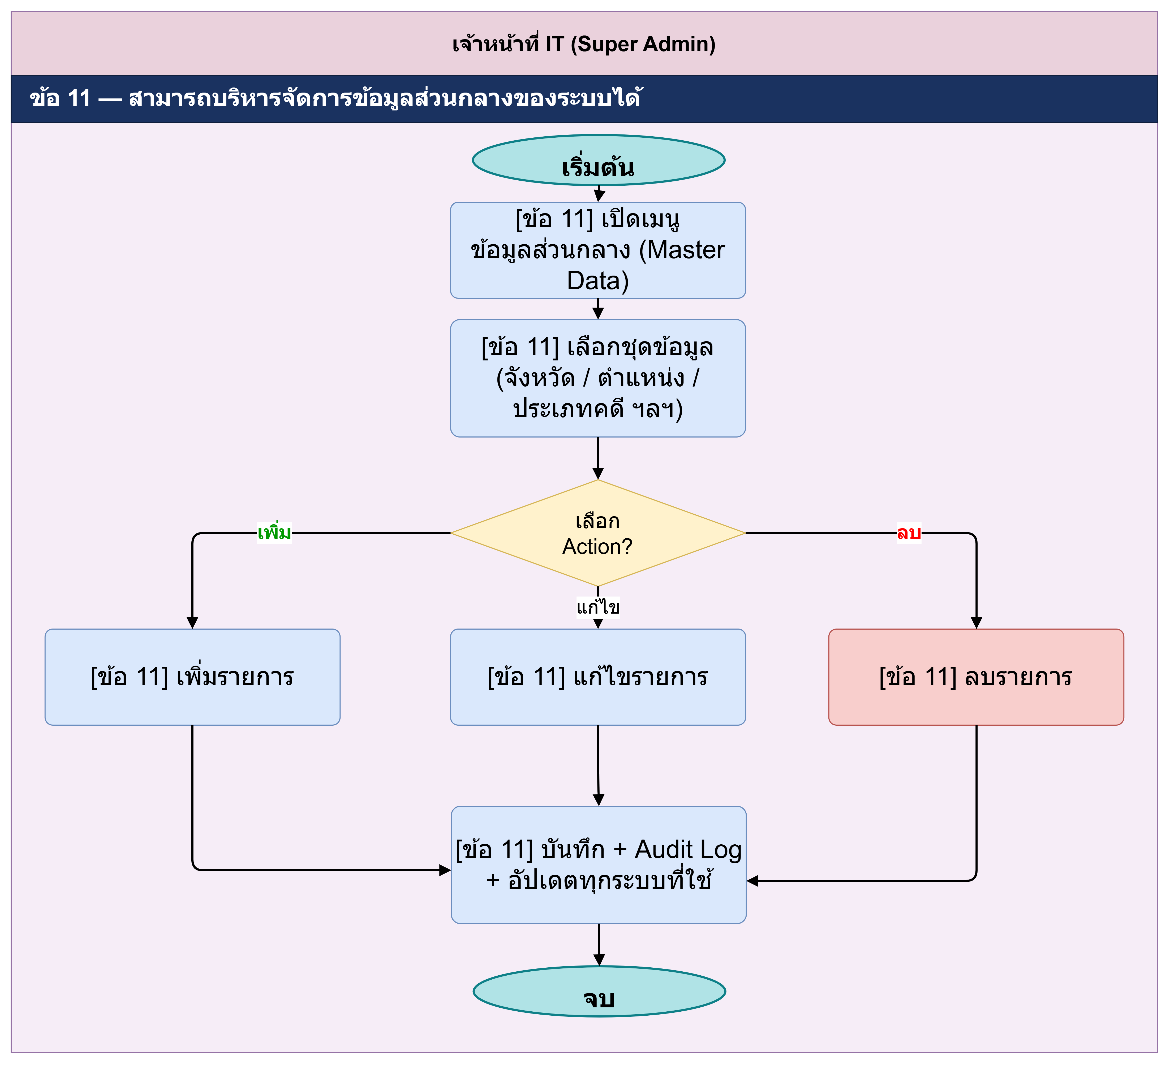 เจ้าหน้าที่ IT (Super Admin)
ข้อ 11 — สามารถบริหารจัดการข้อมูลส่วนกลางของระบบได้
เริ่มต้น
[ข้อ 11] เปิดเมนู
ข้อมูลส่วนกลาง (Master
Data)
[ข้อ 11] เลือกชุดข้อมูล
(จังหวัด / ตำแหน่ง /
ประเภทคดี ฯลฯ)
เลือก
Action?
เพิ่ม
ลบ
แก้ไข
[ข้อ 11] เพิ่มรายการ
[ข้อ 11] แก้ไขรายการ
[ข้อ 11] ลบรายการ
[ข้อ 11] บันทึก + Audit Log
+ อัปเดตทุกระบบที่ใช้
จบ